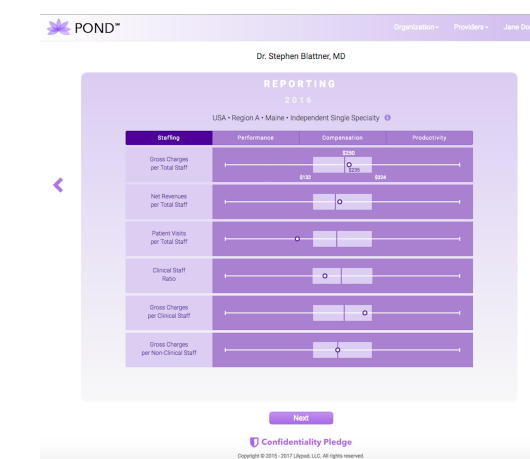 POND℠
Organization Providers Jane Do
Dr. Stephen Blattner, MD
REPORTING
2015
USA • Region A • Maine • Independent Single Specialty
Staffing Performance Compensation Productivity
$290
Gross Charges
per Total Staff
$235
$132 $324
Net Revenues
per Total Staff
Patient Visits
per Total Staff
Clinical Staff
Ratio
Gross Charges
per Clinical Staff
Gross Charges
per Non-Clinical Staff
Next
Confidentiality Pledge
Copyright © 2015 - 2017 Lilypad, LLC. All rights reserved.